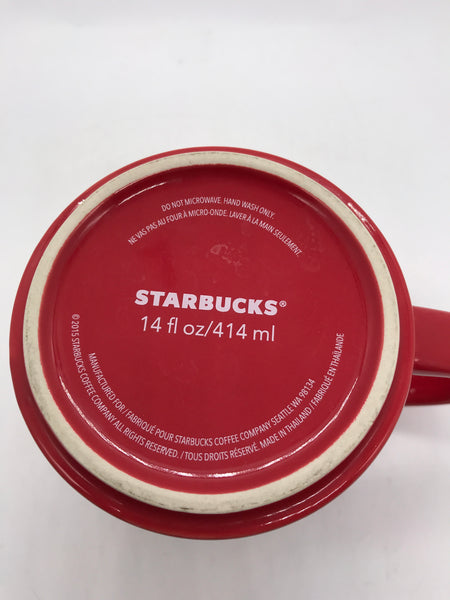 DO NOT MICROWAVE. HAND WASH ONLY.
NE VAS PAS AU FOUR À MICRO-ONDE. LAVER À LA MAIN SEULEMENT.
STARBUCKS®
14 fl oz/414 ml
© 2015 STARBUCKS COFFEE COMPANY ALL RIGHTS RESERVED. / TOUS DROITS RÉSERVÉ. MADE IN THAILAND / FABRIQUÉ EN THAÏLANDE
MANUFACTURED FOR / FABRIQUÉ POUR STARBUCKS COFFEE COMPANY SEATTLE WA 98134